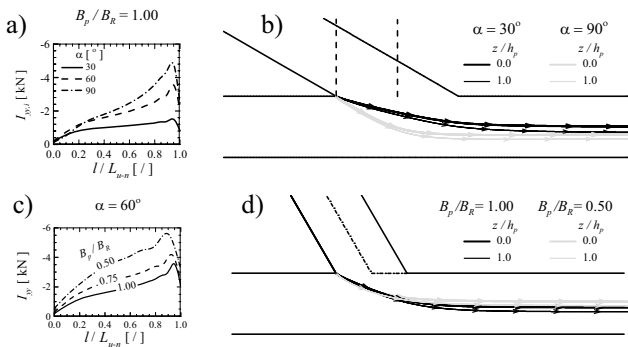 a)
B_p/B_R = 1.00
I_{yy,i} [kN]
-6
-4
-2
0
α [°]
30
60
90
0.0 0.2 0.4 0.6 0.8 1.0
l/L_{u-n} [/]
b)
α = 30° α = 90°
z/h_p z/h_p
0.0 0.0
1.0 1.0
c)
α = 60°
I_{yy} [kN]
-6
-4
-2
0
B_p/B_R
0.50
0.75
1.00
0.0 0.2 0.4 0.6 0.8 1.0
l/L_{u-n} [/]
d)
B_p/B_R = 1.00 B_p/B_R = 0.50
z/h_p z/h_p
0.0 0.0
1.0 1.0